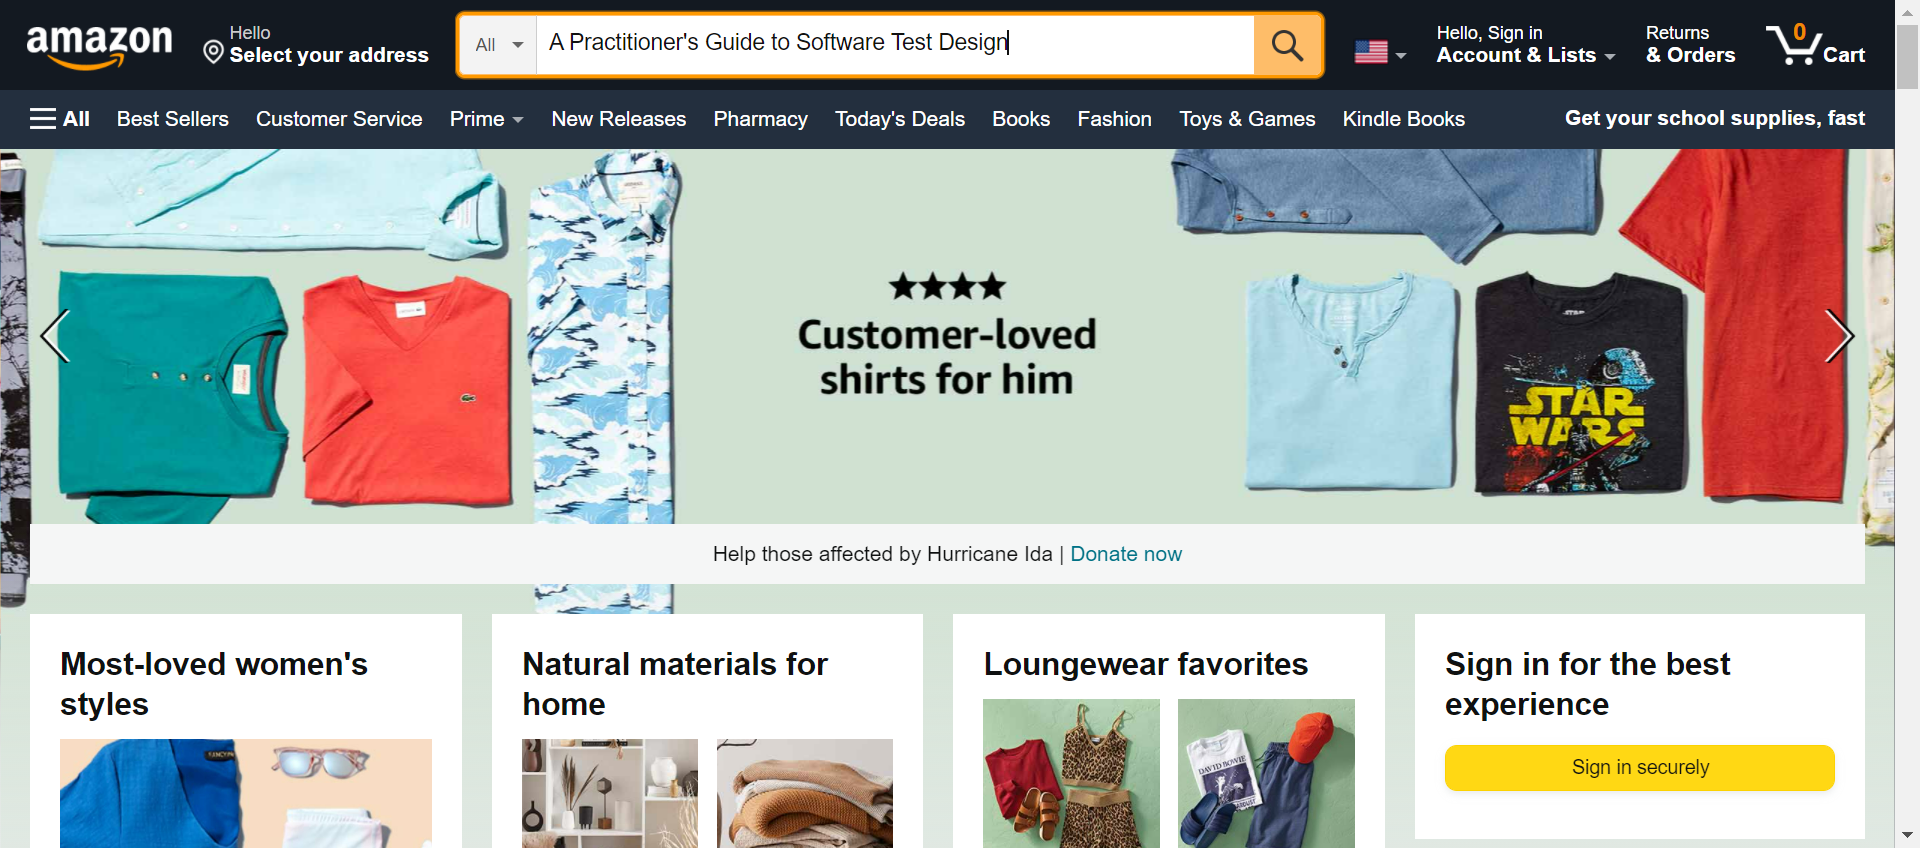 amazon
Hello
Select your address
All
A Practitioner's Guide to Software Test Design
Hello, Sign in
Account & Lists
Returns
& Orders
0
Cart
All
Best Sellers
Customer Service
Prime
New Releases
Pharmacy
Today's Deals
Books
Fashion
Toys & Games
Kindle Books
Get your school supplies, fast
Customer-loved
shirts for him
STAR
WARS
Help those affected by Hurricane Ida | Donate now
Most-loved women's
styles
Natural materials for
home
Loungewear favorites
DAVID BOWIE
Sign in for the best
experience
Sign in securely